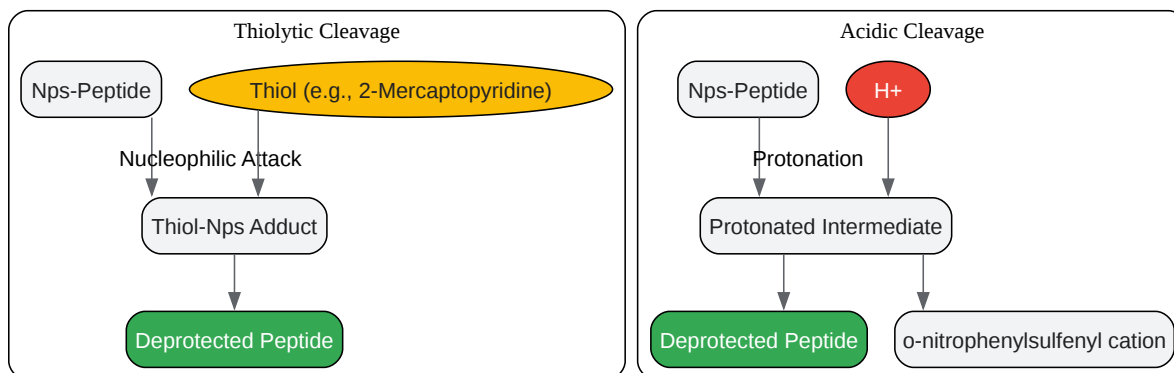 Thiolytic Cleavage
Nps-Peptide
Thiol (e.g., 2-Mercaptopyridine)
Nucleophilic Attack
Thiol-Nps Adduct
Deprotected Peptide
Acidic Cleavage
Nps-Peptide
H+
Protonation
Protonated Intermediate
Deprotected Peptide
o-nitrophenylsulfenyl cation